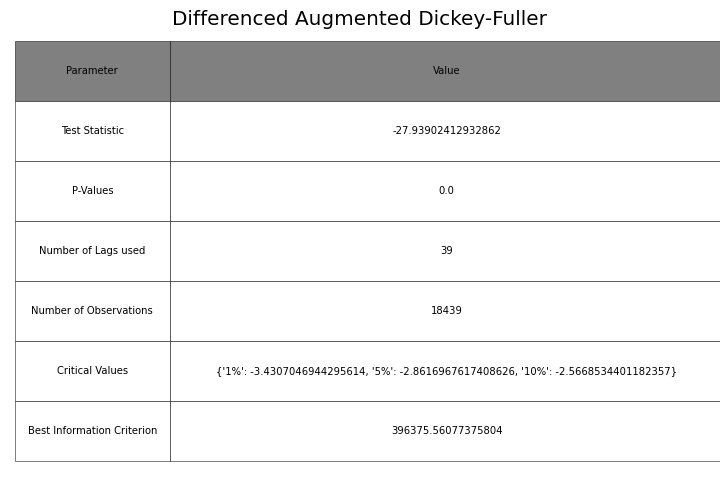 Differenced Augmented Dickey-Fuller
Parameter Value
Test Statistic -27.93902412932862
P-Values 0.0
Number of Lags used 39
Number of Observations 18439
Critical Values {'1%': -3.4307046944295614, '5%': -2.8616967617408626, '10%': -2.5668534401182357}
Best Information Criterion 396375.56077375804